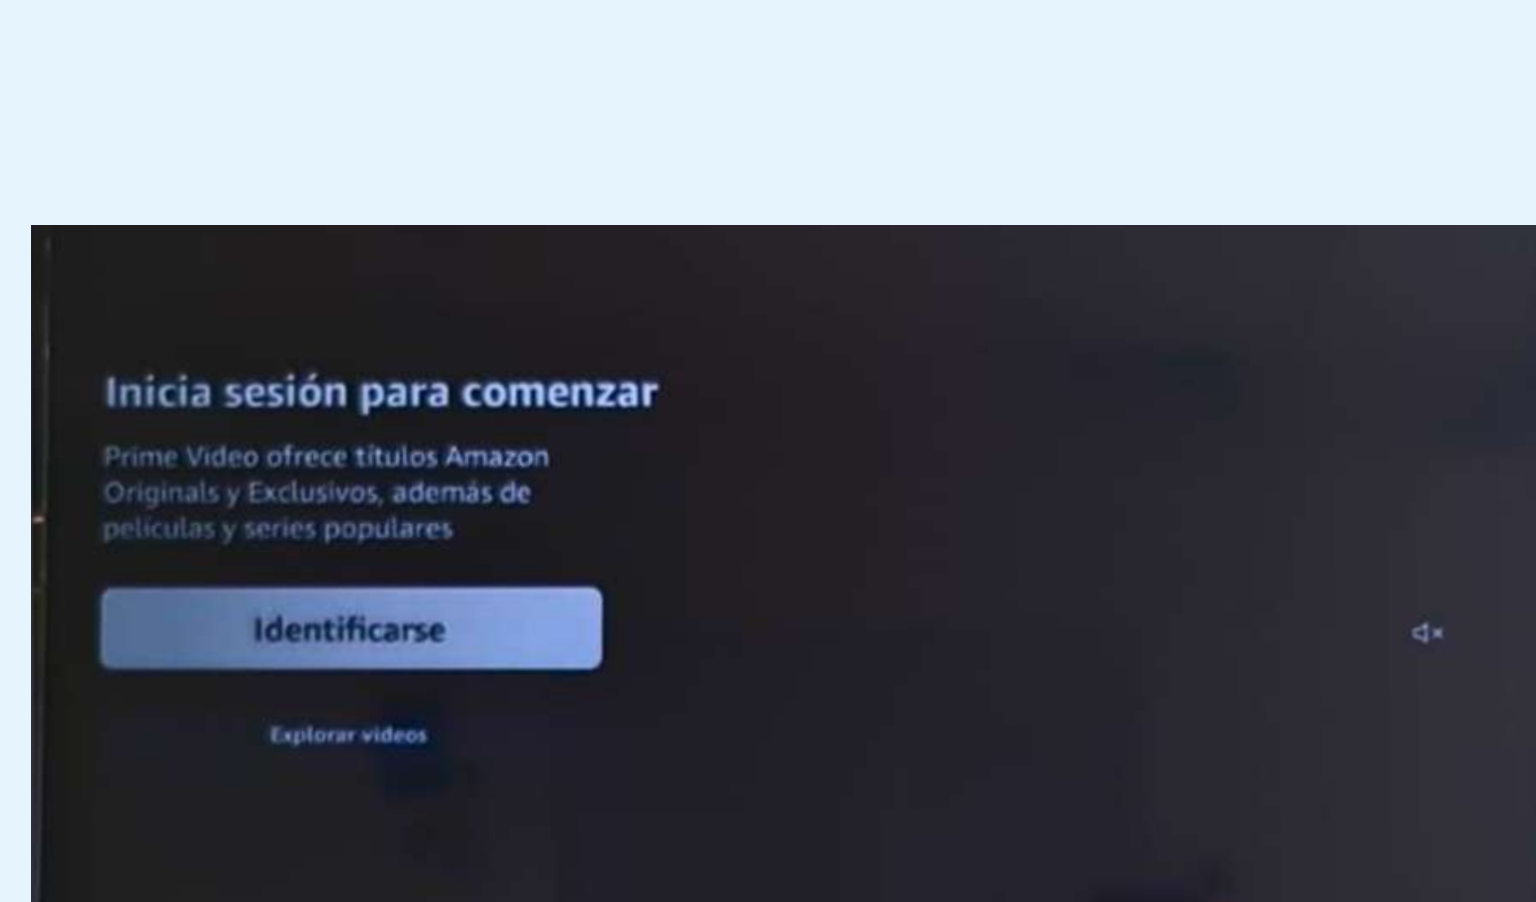 Inicia sesión para comenzar
Prime Video ofrece títulos Amazon
Originals y Exclusivos, además de
películas y series populares
Identificarse
Explorar videos